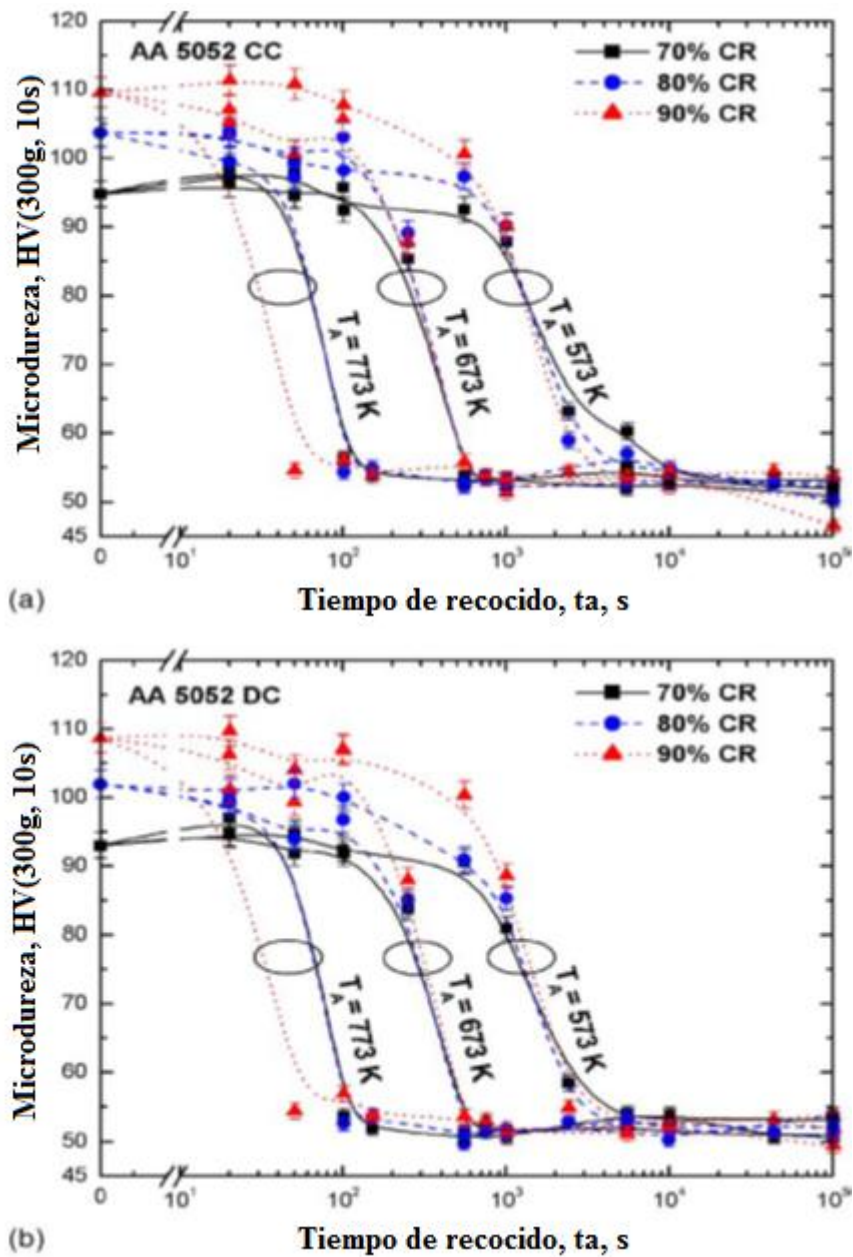 120
110
100
90
80
70
60
50
45
Microdureza, HV(300g, 10s)
AA 5052 CC
70% CR
80% CR
90% CR
T_A = 773 K
T_A = 673 K
T_A = 573 K
0 10¹ 10² 10³ 10⁴ 10⁵
(a) Tiempo de recocido, ta, s
120
110
100
90
80
70
60
50
45
Microdureza, HV(300g, 10s)
AA 5052 DC
70% CR
80% CR
90% CR
T_A = 773 K
T_A = 673 K
T_A = 573 K
0 10¹ 10² 10³ 10⁴ 10⁵
(b) Tiempo de recocido, ta, s